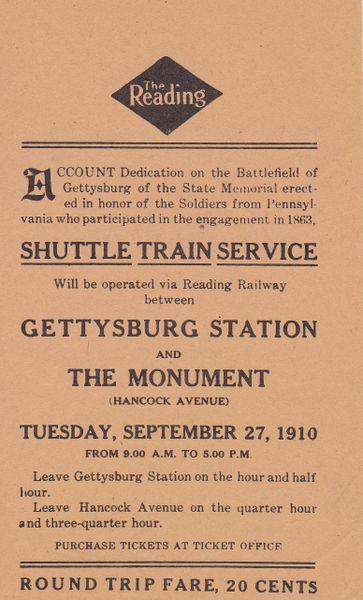 The
Reading
ACCOUNT Dedication on the Battlefield of
Gettysburg of the State Memorial erect-
ed in honor of the Soldiers from Pennsyl-
vania who participated in the engagement in 1863,
SHUTTLE TRAIN SERVICE
Will be operated via Reading Railway
between
GETTYSBURG STATION
AND
THE MONUMENT
(HANCOCK AVENUE)
TUESDAY, SEPTEMBER 27, 1910
FROM 9.00 A.M. TO 5.00 P.M.
Leave Gettysburg Station on the hour and half
hour.
Leave Hancock Avenue on the quarter hour
and three-quarter hour.
PURCHASE TICKETS AT TICKET OFFICE
ROUND TRIP FARE, 20 CENTS